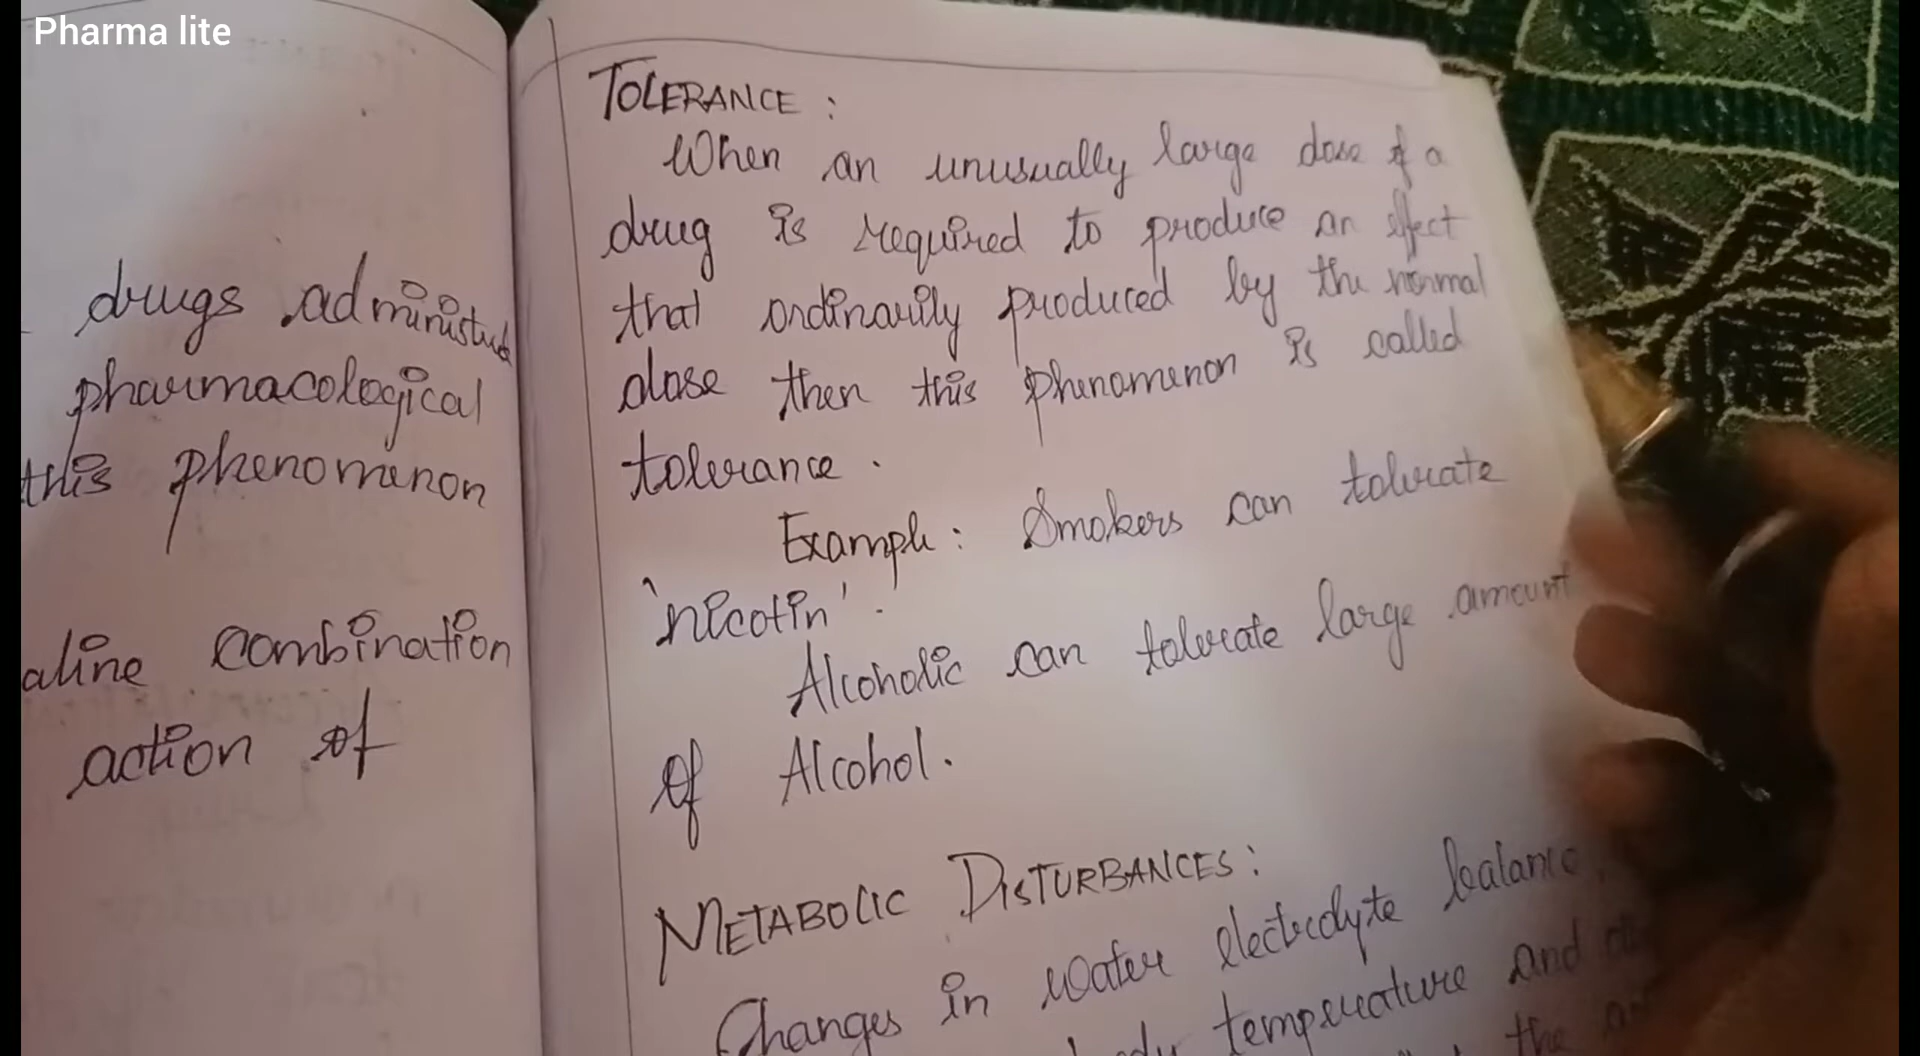 Pharma lite
drugs administe
pharmacological
this phenomenon
aline combination
action of
TOLERANCE :
When an unusually large dose of a
drug is required to produce an effect
that ordinarily produced by the normal
dose then this phenomenon is called
tolerance .
Example : Smokers can tolerate
'nicotin' .
Alcoholic can tolerate large amount
of Alcohol .
METABOLIC DISTURBANCES :
Changes in water electrolyte balance,
body temperature and
the